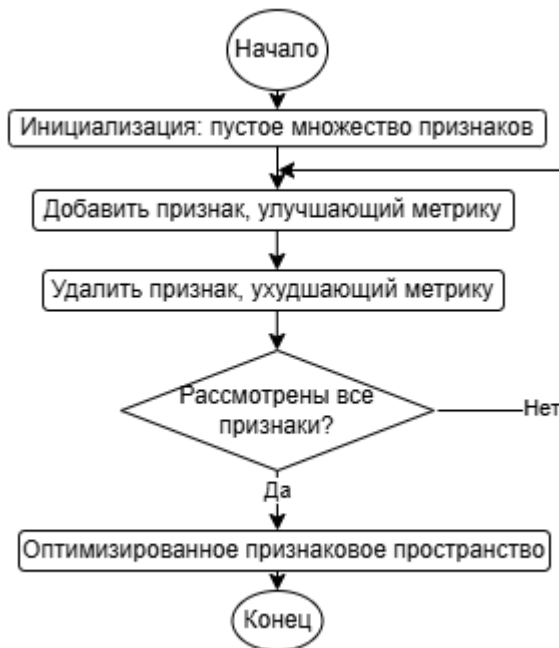 Начало
Инициализация: пустое множество признаков
Добавить признак, улучшающий метрику
Удалить признак, ухудшающий метрику
Рассмотрены все
признаки?
Нет
Да
Оптимизированное признаковое пространство
Конец